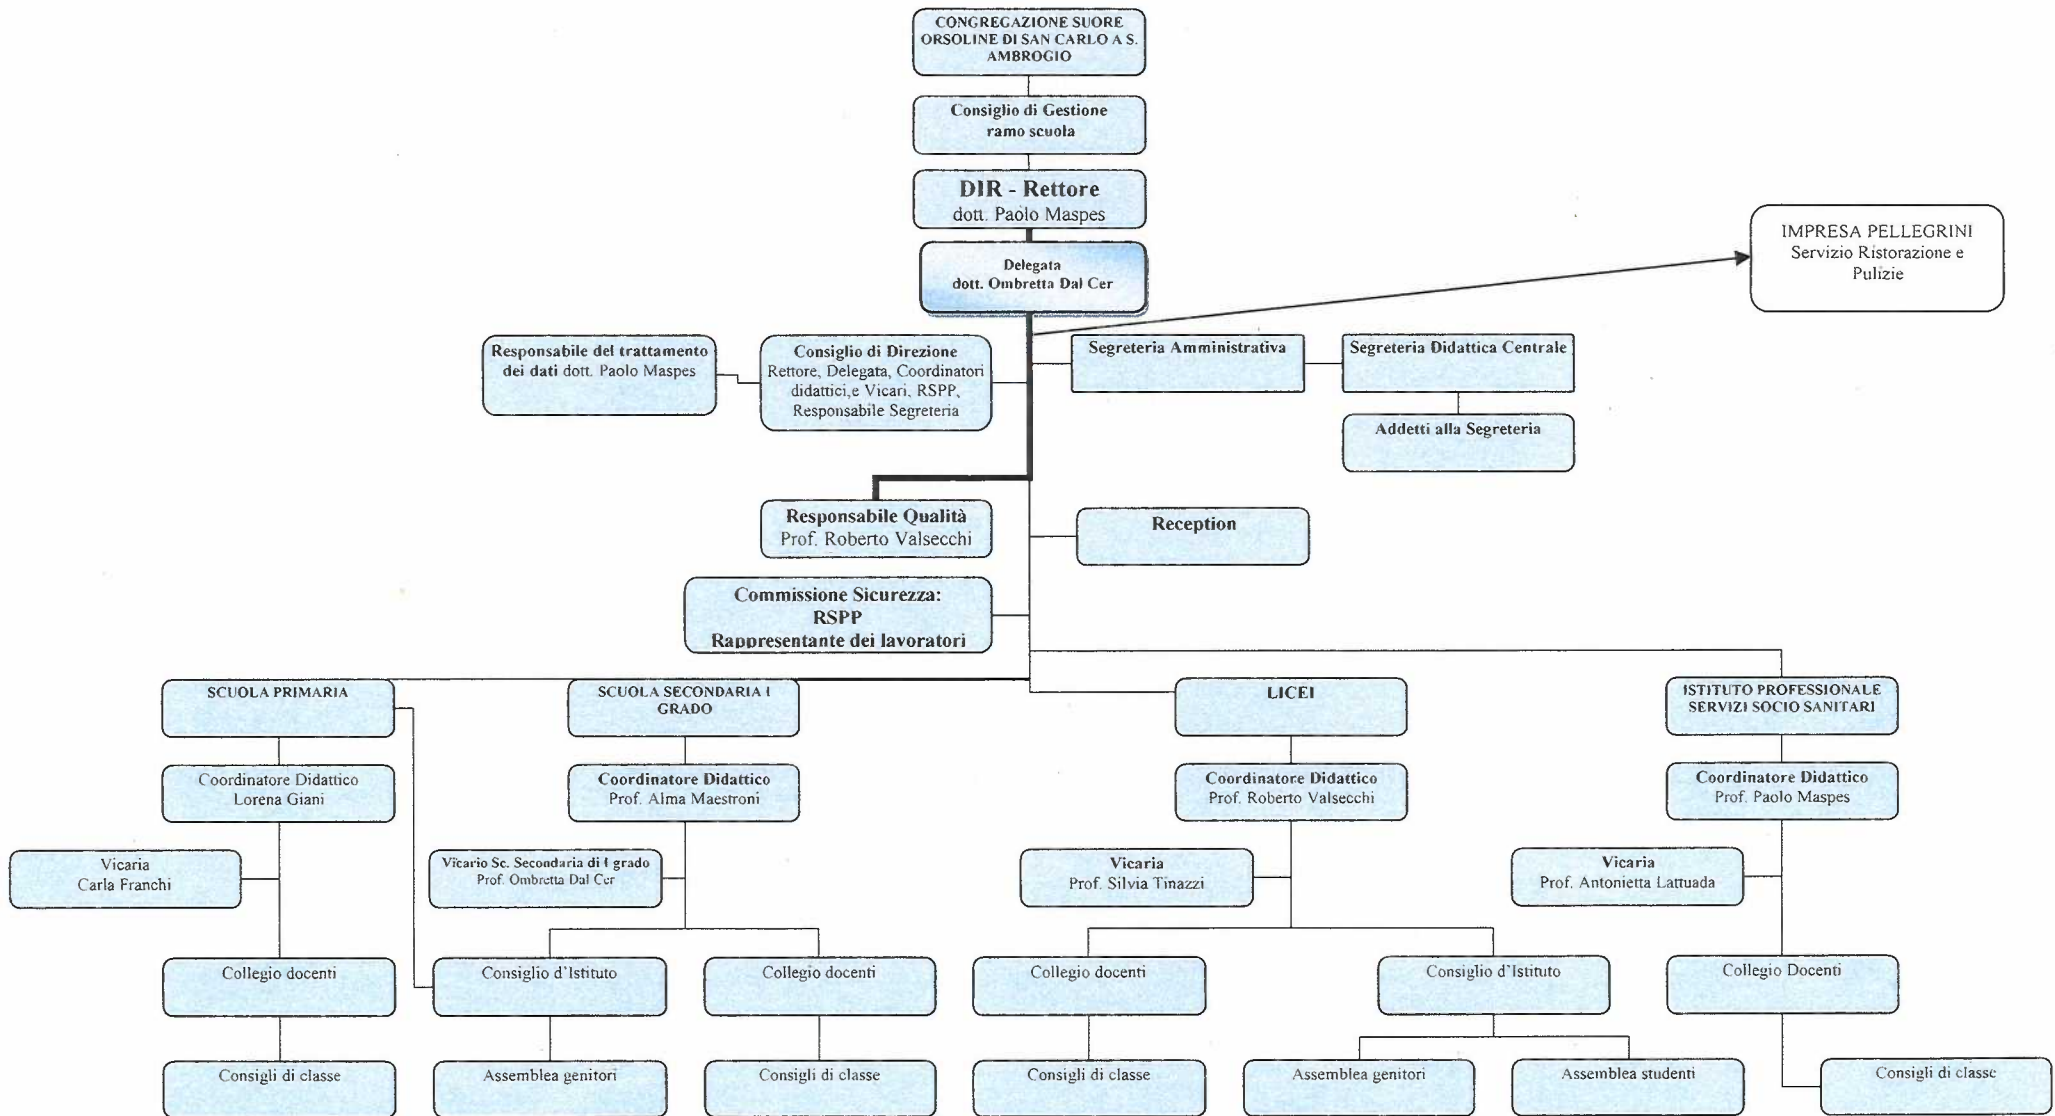 CONGREGAZIONE SUORE
ORSOLINE DI SAN CARLO A S.
AMBROGIO
Consiglio di Gestione
ramo scuola
DIR - Rettore
dott. Paolo Maspes
Delegata
dott. Ombretta Dal Cer
IMPRESA PELLEGRINI
Servizio Ristorazione e
Pulizie
Responsabile del trattamento
dei dati dott. Paolo Maspes
Consiglio di Direzione
Rettore, Delegata, Coordinatori
didattici,e Vicari, RSPP,
Responsabile Segreteria
Segreteria Amministrativa
Segreteria Didattica Centrale
Addetti alla Segreteria
Responsabile Qualità
Prof. Roberto Valsecchi
Reception
Commissione Sicurezza:
RSPP
Rappresentante dei lavoratori
SCUOLA PRIMARIA
SCUOLA SECONDARIA I
GRADO
LICEI
ISTITUTO PROFESSIONALE
SERVIZI SOCIO SANITARI
Coordinatore Didattico
Lorena Giani
Coordinatore Didattico
Prof. Alma Maestroni
Coordinatore Didattico
Prof. Roberto Valsecchi
Coordinatore Didattico
Prof. Paolo Maspes
Vicaria
Carla Franchi
Vicario Sc. Secondaria di I grado
Prof. Ombretta Dal Cer
Vicaria
Prof. Silvia Tinazzi
Vicaria
Prof. Antonietta Lattuada
Collegio docenti
Consiglio d'Istituto
Collegio docenti
Collegio docenti
Consiglio d'Istituto
Collegio Docenti
Consigli di classe
Assemblea genitori
Consigli di classe
Consigli di classe
Assemblea genitori
Assemblea studenti
Consigli di classe